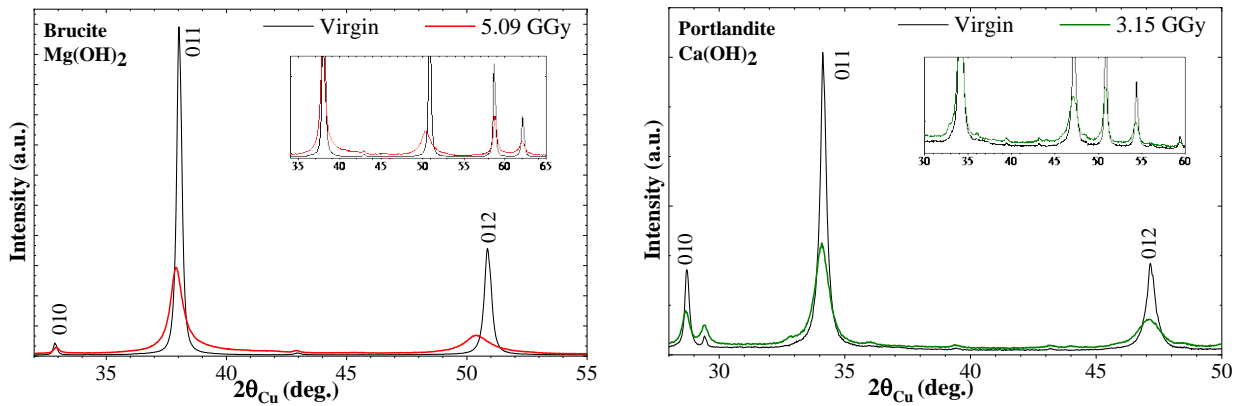 Brucite
Mg(OH)2
Virgin
5.09 GGy
011
010
012
34 40 45 50 55 60 65
35 40 45 50 55
2θCu (deg.)
Intensity (a.u.)
Portlandite
Ca(OH)2
Virgin
3.15 GGy
011
010
012
30 35 40 45 50 55 60
30 35 40 45 50
2θCu (deg.)
Intensity (a.u.)